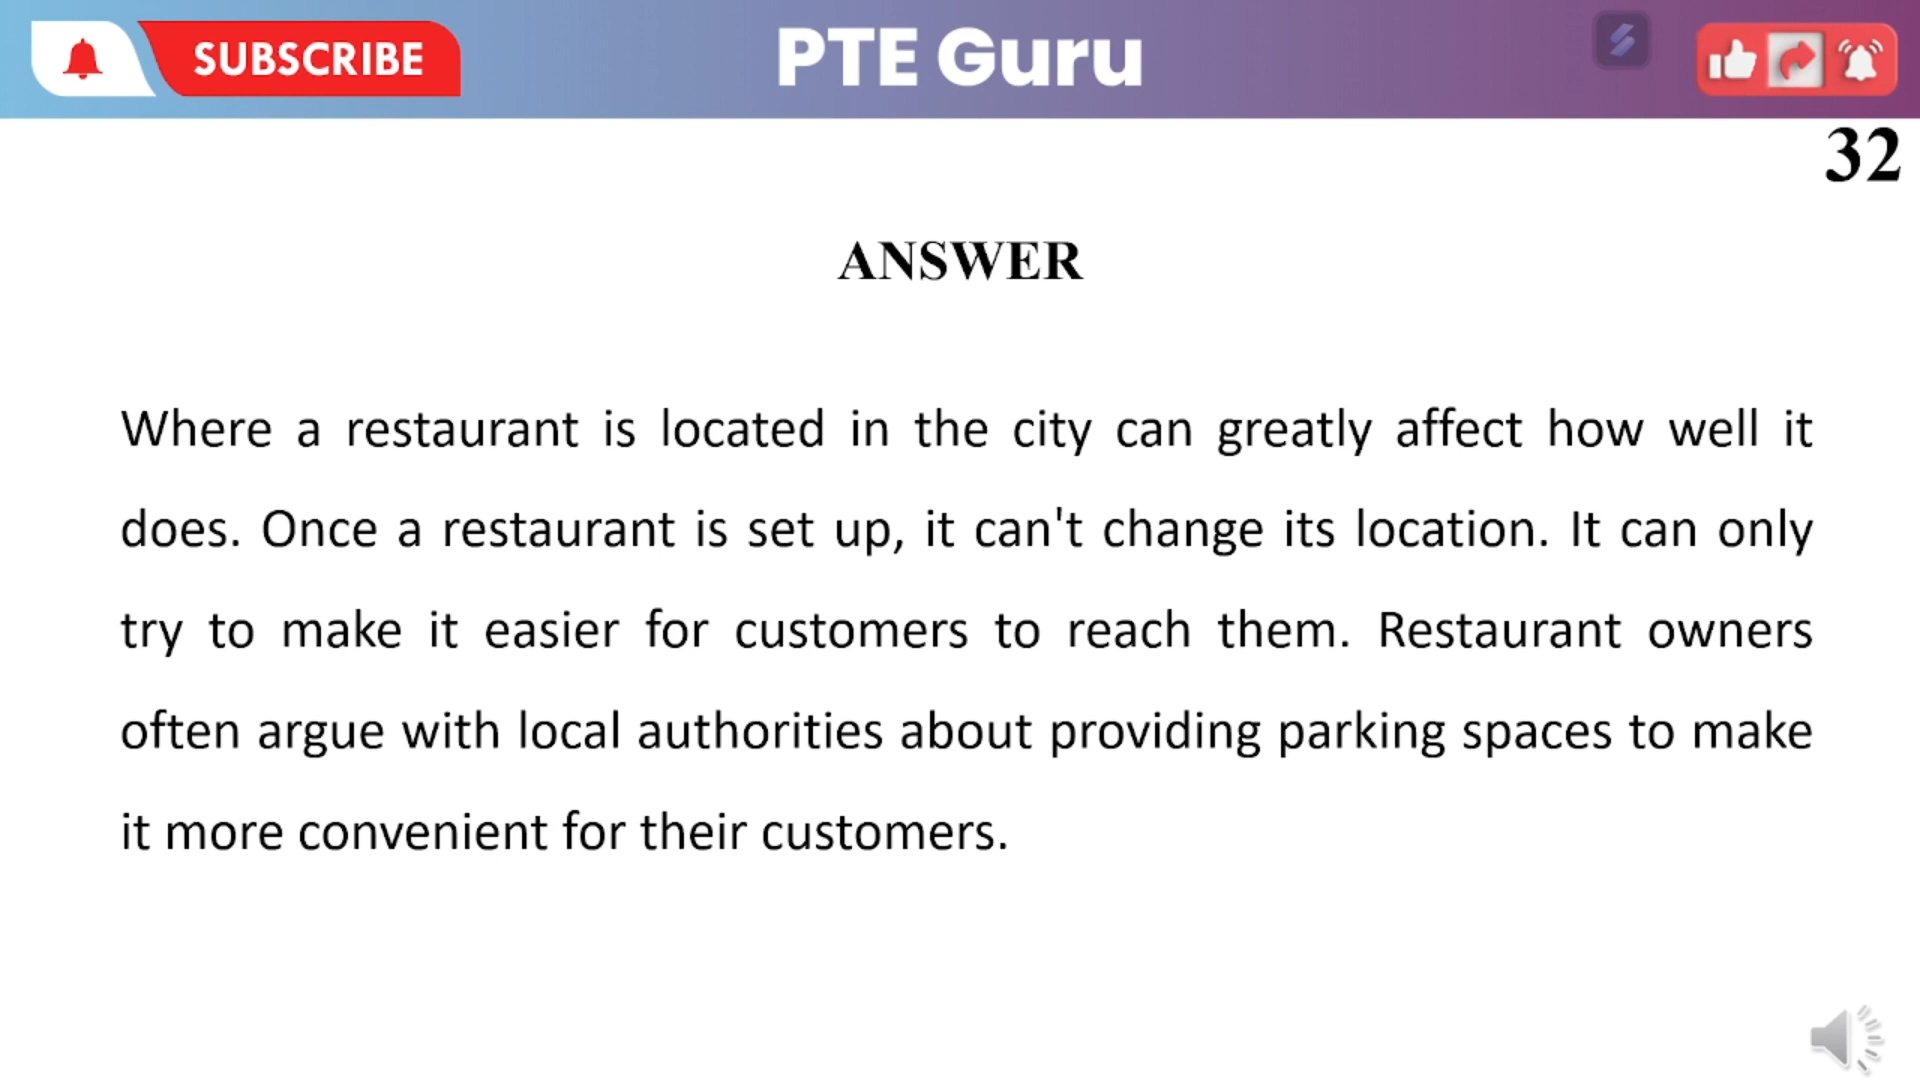 SUBSCRIBE
PTE Guru
32
ANSWER
Where a restaurant is located in the city can greatly affect how well it
does. Once a restaurant is set up, it can't change its location. It can only
try to make it easier for customers to reach them. Restaurant owners
often argue with local authorities about providing parking spaces to make
it more convenient for their customers.